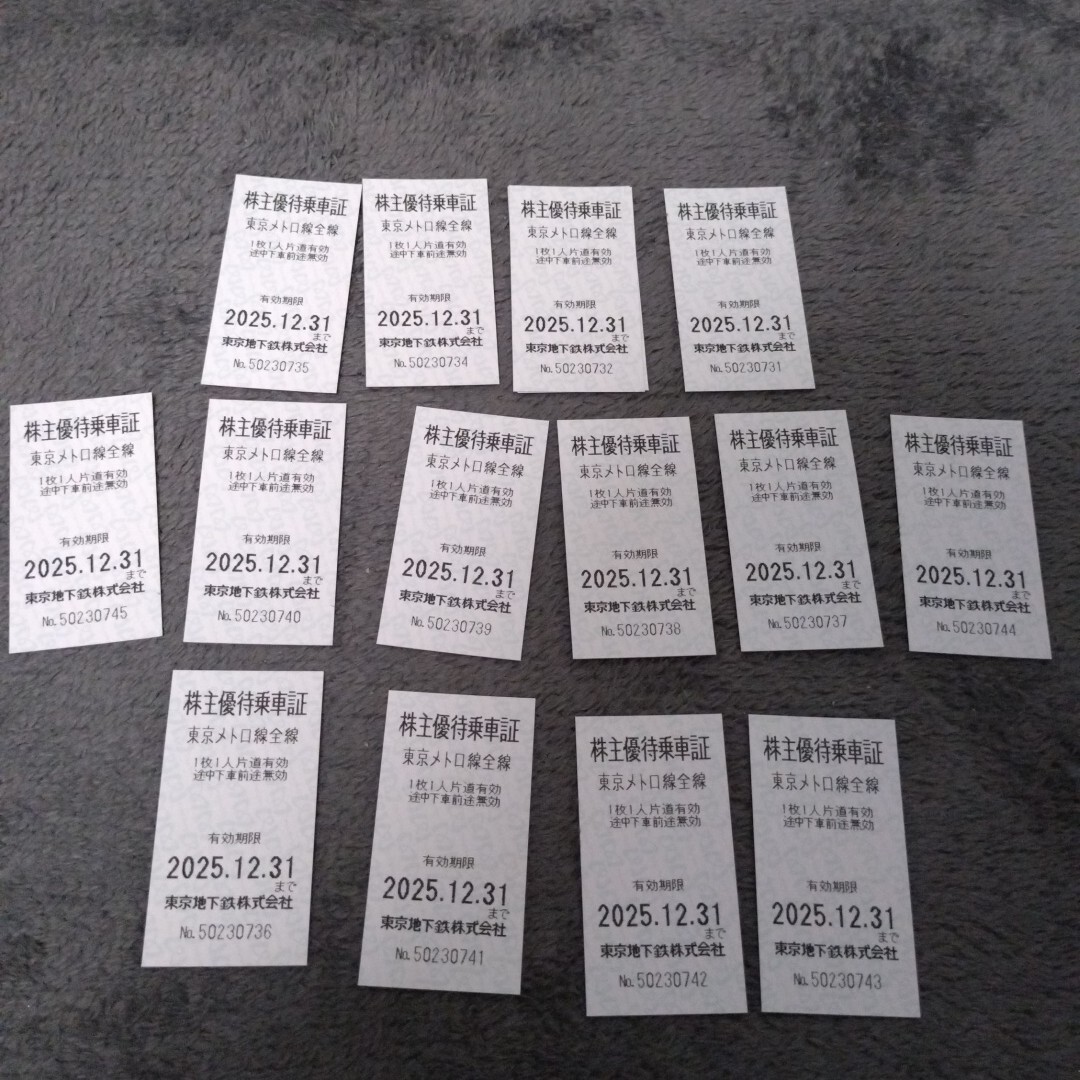 株主優待乗車証
東京メトロ線全線
1枚1人片道有効
途中下車前途無効
有効期限
2025.12.31
まで
東京地下鉄株式会社
No.50230735
株主優待乗車証
東京メトロ線全線
1枚1人片道有効
途中下車前途無効
有効期限
2025.12.31
まで
東京地下鉄株式会社
No.50230734
株主優待乗車証
東京メトロ線全線
1枚1人片道有効
途中下車前途無効
有効期限
2025.12.31
まで
東京地下鉄株式会社
No.50230732
株主優待乗車証
東京メトロ線全線
1枚1人片道有効
途中下車前途無効
有効期限
2025.12.31
まで
東京地下鉄株式会社
No.50230731
株主優待乗車証
東京メトロ線全線
1枚1人片道有効
途中下車前途無効
有効期限
2025.12.31
まで
東京地下鉄株式会社
No.50230745
株主優待乗車証
東京メトロ線全線
1枚1人片道有効
途中下車前途無効
有効期限
2025.12.31
まで
東京地下鉄株式会社
No.50230740
株主優待乗車証
東京メトロ線全線
1枚1人片道有効
途中下車前途無効
有効期限
2025.12.31
まで
東京地下鉄株式会社
No.50230739
株主優待乗車証
東京メトロ線全線
1枚1人片道有効
途中下車前途無効
有効期限
2025.12.31
まで
東京地下鉄株式会社
No.50230738
株主優待乗車証
東京メトロ線全線
1枚1人片道有効
途中下車前途無効
有効期限
2025.12.31
まで
東京地下鉄株式会社
No.50230737
株主優待乗車証
東京メトロ線全線
1枚1人片道有効
途中下車前途無効
有効期限
2025.12.31
まで
東京地下鉄株式会社
No.50230744
株主優待乗車証
東京メトロ線全線
1枚1人片道有効
途中下車前途無効
有効期限
2025.12.31
まで
東京地下鉄株式会社
No.50230736
株主優待乗車証
東京メトロ線全線
1枚1人片道有効
途中下車前途無効
有効期限
2025.12.31
まで
東京地下鉄株式会社
No.50230741
株主優待乗車証
東京メトロ線全線
1枚1人片道有効
途中下車前途無効
有効期限
2025.12.31
まで
東京地下鉄株式会社
No.50230742
株主優待乗車証
東京メトロ線全線
1枚1人片道有効
途中下車前途無効
有効期限
2025.12.31
まで
東京地下鉄株式会社
No.50230743